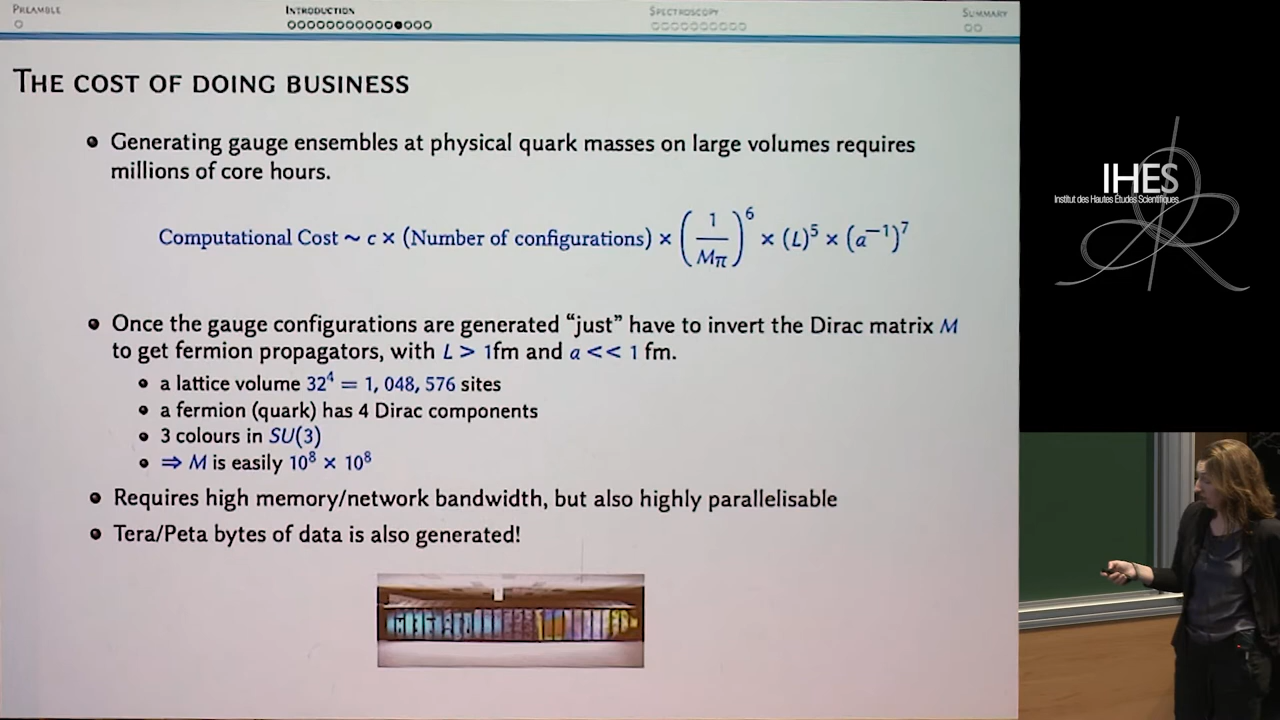 PREAMBLE
INTRODUCTION
SPECTROSCOPY
SUMMARY
THE COST OF DOING BUSINESS
Generating gauge ensembles at physical quark masses on large volumes requires
millions of core hours.
Computational Cost ~ c × (Number of configurations) × (1/Mπ)^6 × (L)^5 × (a^−1)^7
Once the gauge configurations are generated “just” have to invert the Dirac matrix M
to get fermion propagators, with L > 1fm and a << 1 fm.
a lattice volume 32^4 = 1, 048, 576 sites
a fermion (quark) has 4 Dirac components
3 colours in SU(3)
⇒ M is easily 10^8 × 10^8
Requires high memory/network bandwidth, but also highly parallelisable
Tera/Peta bytes of data is also generated!
IHES
Institut des Hautes Études Scientifiques